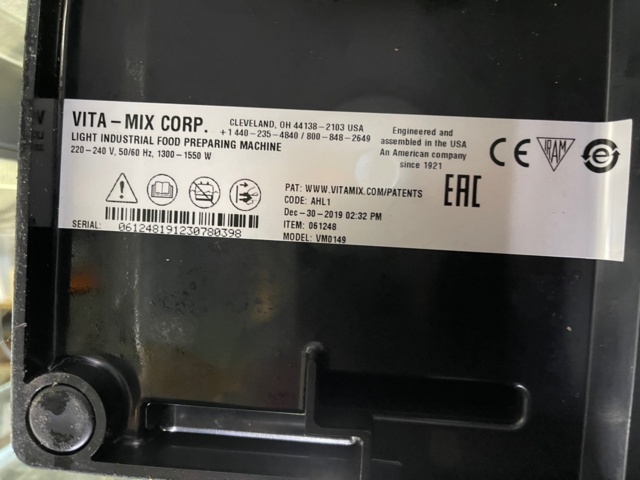 VITA – MIX CORP.
CLEVELAND, OH 44138 – 2103 USA
+1 440 – 235 – 4840 / 800 – 848 – 2649
LIGHT INDUSTRIAL FOOD PREPARING MACHINE
220 – 240 V, 50/60 Hz, 1300 – 1550 W
Engineered and
assembled in the USA
An American company
since 1921
CE
VRAM
e
EAC
PAT: WWW.VITAMIX.COM/PATENTS
CODE: AHL1
Dec – 30 – 2019 02:32 PM
ITEM: 061248
MODEL: VM0149
SERIAL:
061248191230780398